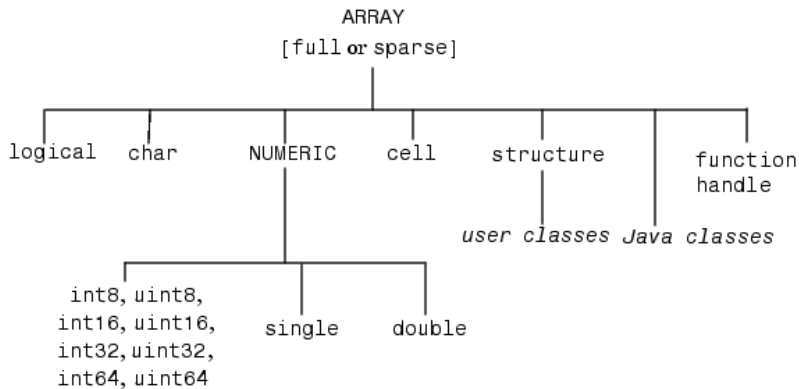 ARRAY
[full or sparse]
logical
char
NUMERIC
cell
structure
function
handle
user classes
Java classes
int8, uint8,
int16, uint16,
int32, uint32,
int64, uint64
single
double